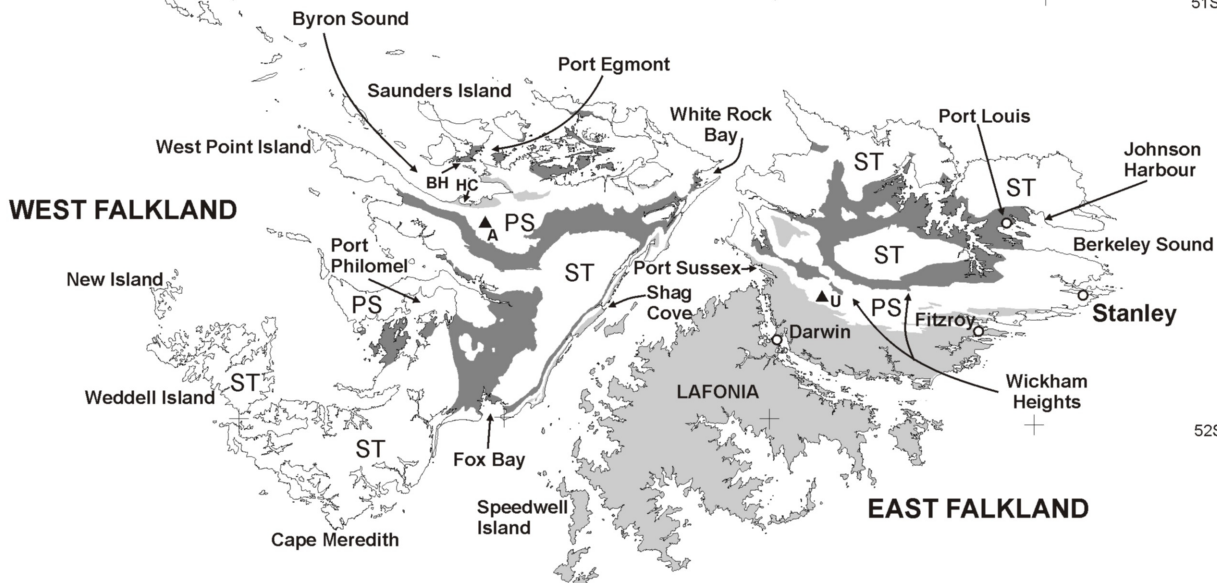 51S
Byron Sound
Port Egmont
Saunders Island
White Rock
Bay
Port Louis
West Point Island
ST
Johnson
Harbour
BH
HC
ST
WEST FALKLAND
PS
A
Port
Philomel
ST
Berkeley Sound
New Island
ST
Port Sussex
PS
Shag
Cove
U
PS
Fitzroy
Stanley
Darwin
ST
Weddell Island
LAFONIA
Wickham
Heights
ST
52S
Fox Bay
Speedwell
Island
EAST FALKLAND
Cape Meredith